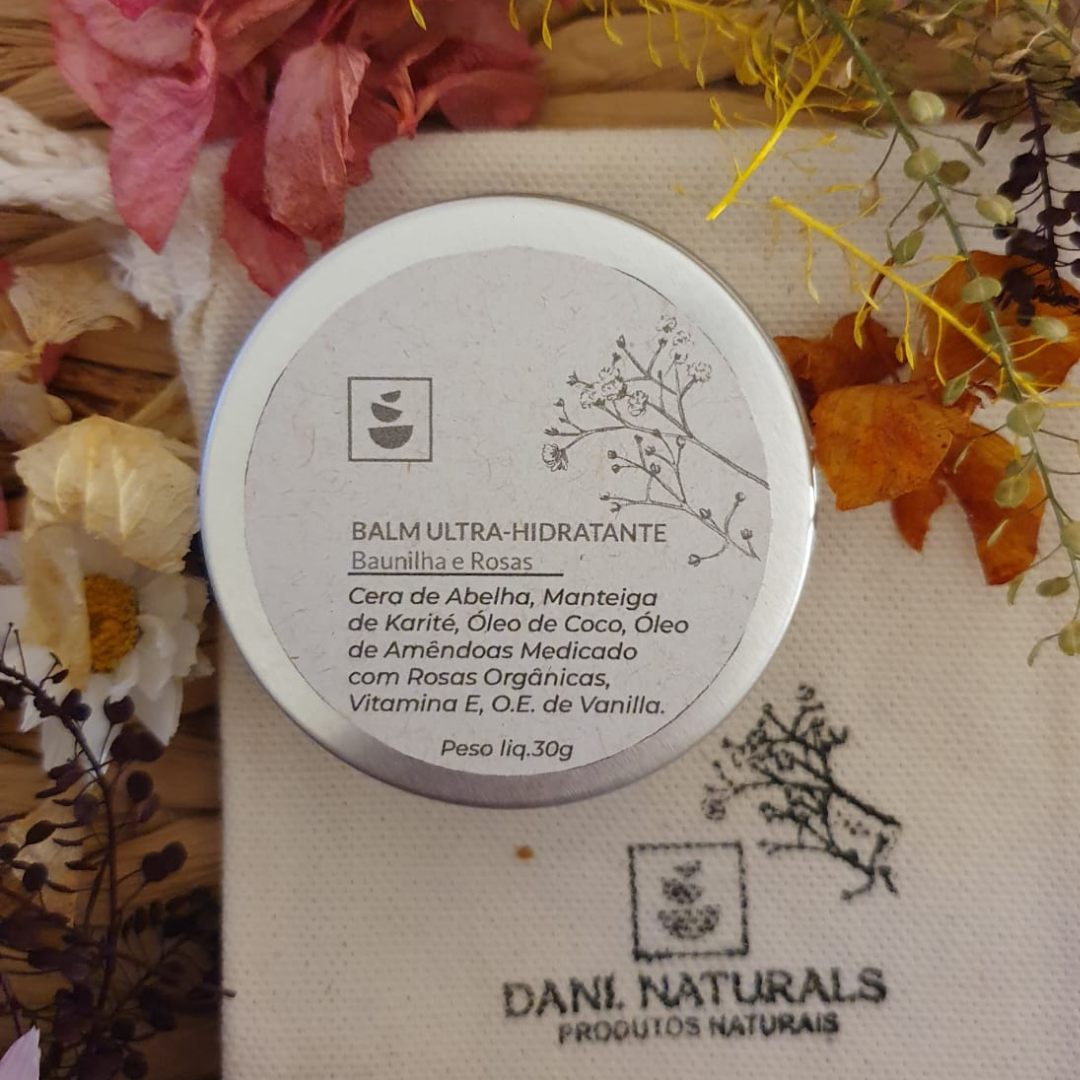 BALM ULTRA-HIDRATANTE
Baunilha e Rosas
Cera de Abelha, Manteiga
de Karité, Óleo de Coco, Óleo
de Amêndoas Medicado
com Rosas Orgânicas,
Vitamina E, O.E. de Vanilla.
Peso liq.30g
DANI. NATURALS
PRODUTOS NATURAIS